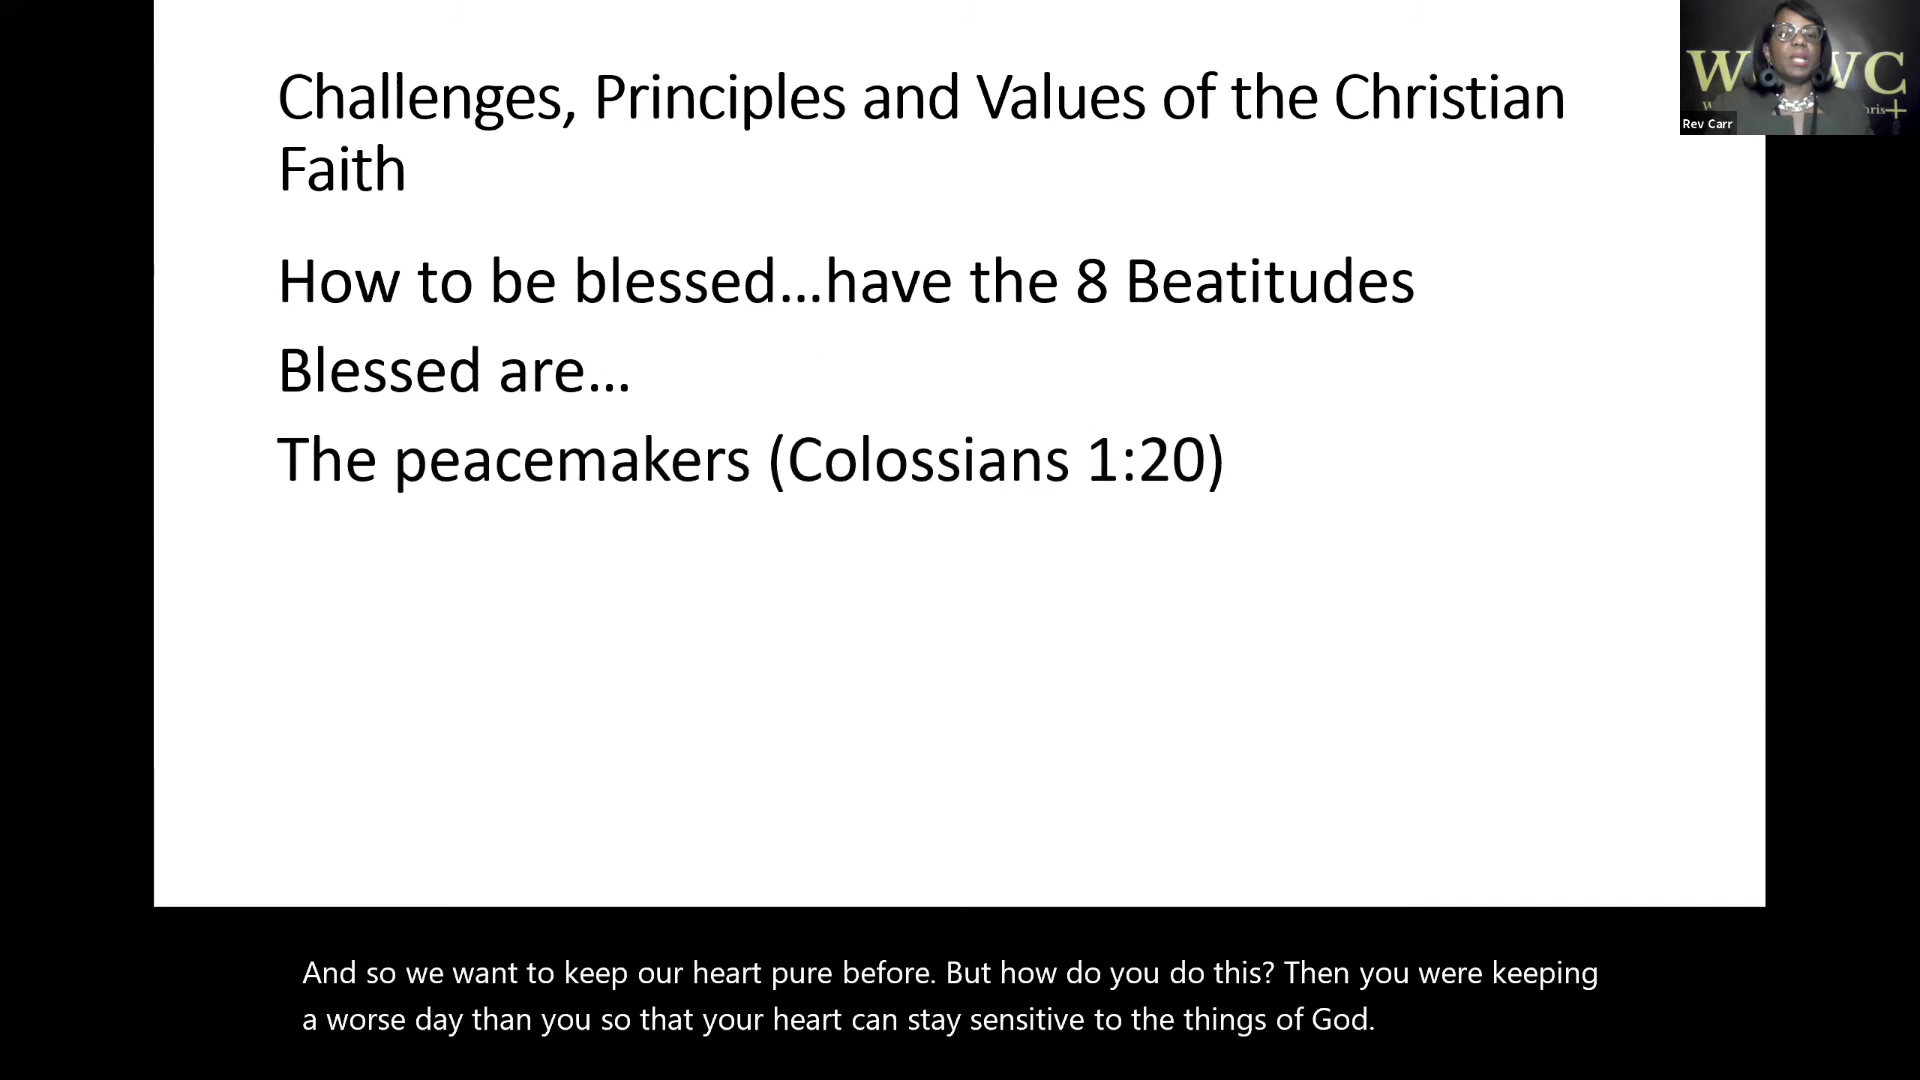 Challenges, Principles and Values of the Christian
Faith
How to be blessed...have the 8 Beatitudes
Blessed are...
The peacemakers (Colossians 1:20)
Rev Carr
And so we want to keep our heart pure before. But how do you do this? Then you were keeping
a worse day than you so that your heart can stay sensitive to the things of God.